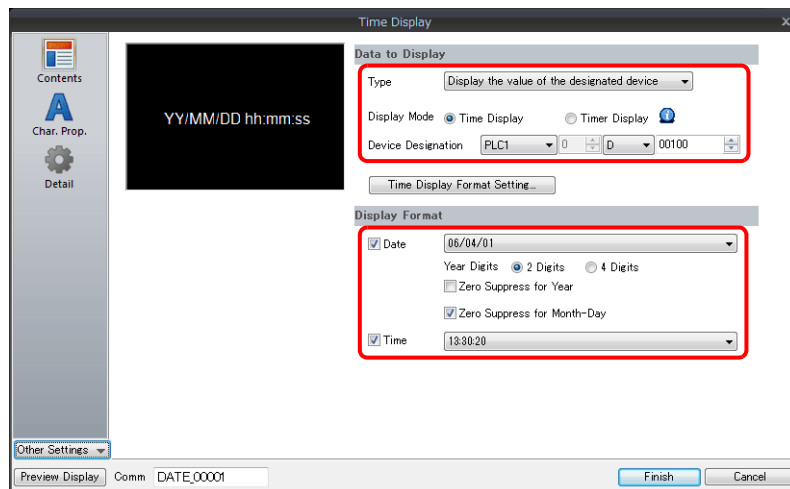 Time Display
x
Contents
Char. Prop.
Detail
YY/MM/DD hh:mm:ss
Data to Display
Type Display the value of the designated device
Display Mode Time Display Timer Display
Device Designation PLC1 0 D 00100
Time Display Format Setting...
Display Format
Date 06/04/01
Year Digits 2 Digits 4 Digits
Zero Suppress for Year
Zero Suppress for Month-Day
Time 13:30:20
Other Settings
Preview Display Comm DATE_00001 Finish Cancel